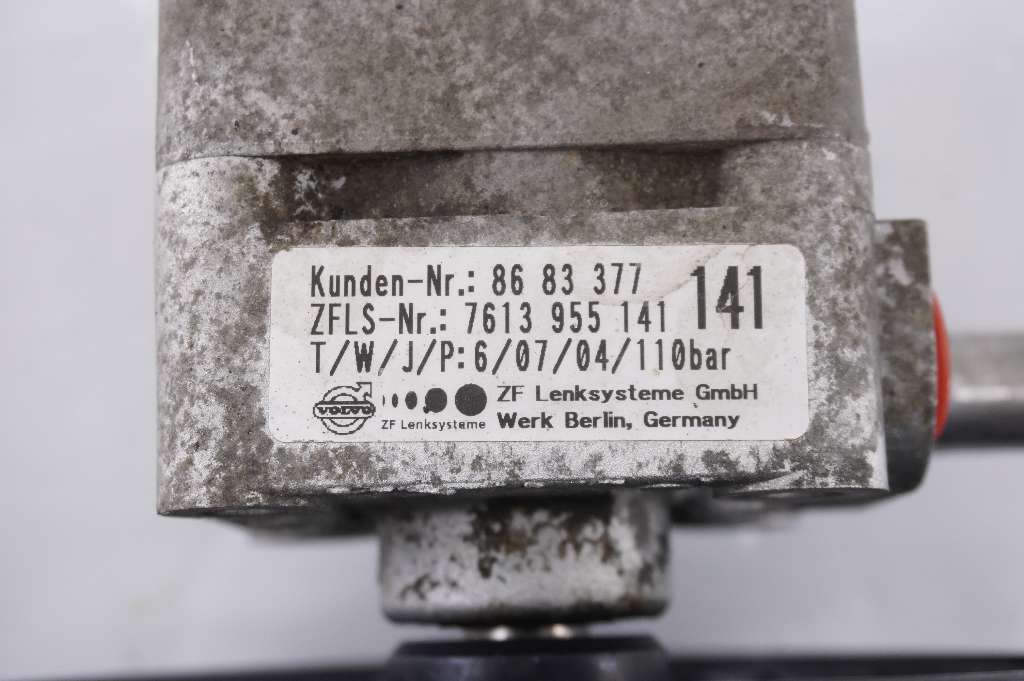 Kunden-Nr.: 86 83 377 141
ZFLS-Nr.: 7613 955 141
T/W/J/P: 6/07/04/110bar
VOLVO ZF Lenksysteme GmbH
ZF Lenksysteme Werk Berlin, Germany